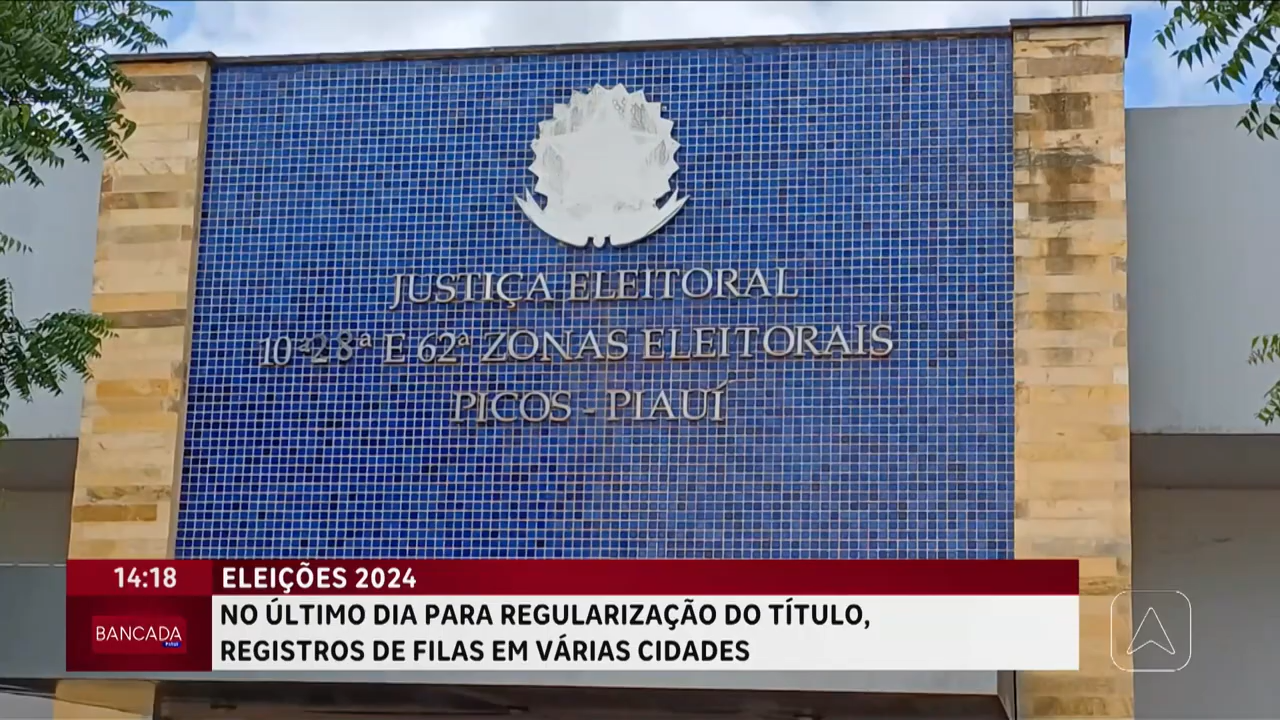 JUSTIÇA ELEITORAL
10ª 28ª E 62ª ZONAS ELEITORAIS
PICOS - PIAUÍ
14:18 ELEIÇÕES 2024
NO ÚLTIMO DIA PARA REGULARIZAÇÃO DO TÍTULO,
REGISTROS DE FILAS EM VÁRIAS CIDADES
BANCADA
PIAUÍ